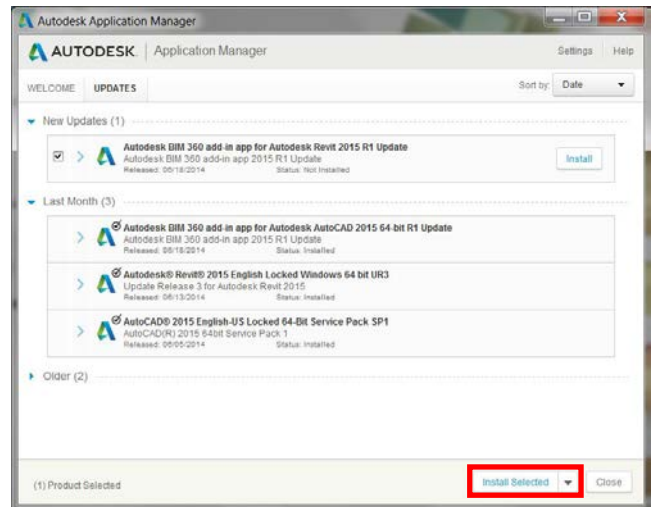 Autodesk Application Manager
AUTODESK. Application Manager Settings Help
WELCOME UPDATES Sort by: Date
New Updates (1)
Autodesk BIM 360 add-in app for Autodesk Revit 2015 R1 Update
Autodesk BIM 360 add-in app 2015 R1 Update
Released: 06/18/2014 Status: Not Installed
Install
Last Month (3)
Autodesk BIM 360 add-in app for Autodesk AutoCAD 2015 64-bit R1 Update
Autodesk BIM 360 add-in app 2015 R1 Update
Released: 06/18/2014 Status: Installed
Autodesk® Revit® 2015 English Locked Windows 64 bit UR3
Update Release 3 for Autodesk Revit 2015
Released: 06/13/2014 Status: Installed
AutoCAD® 2015 English-US Locked 64-Bit Service Pack SP1
AutoCAD(R) 2015 64bit Service Pack 1
Released: 06/05/2014 Status: Installed
Older (2)
(1) Product Selected Install Selected Close